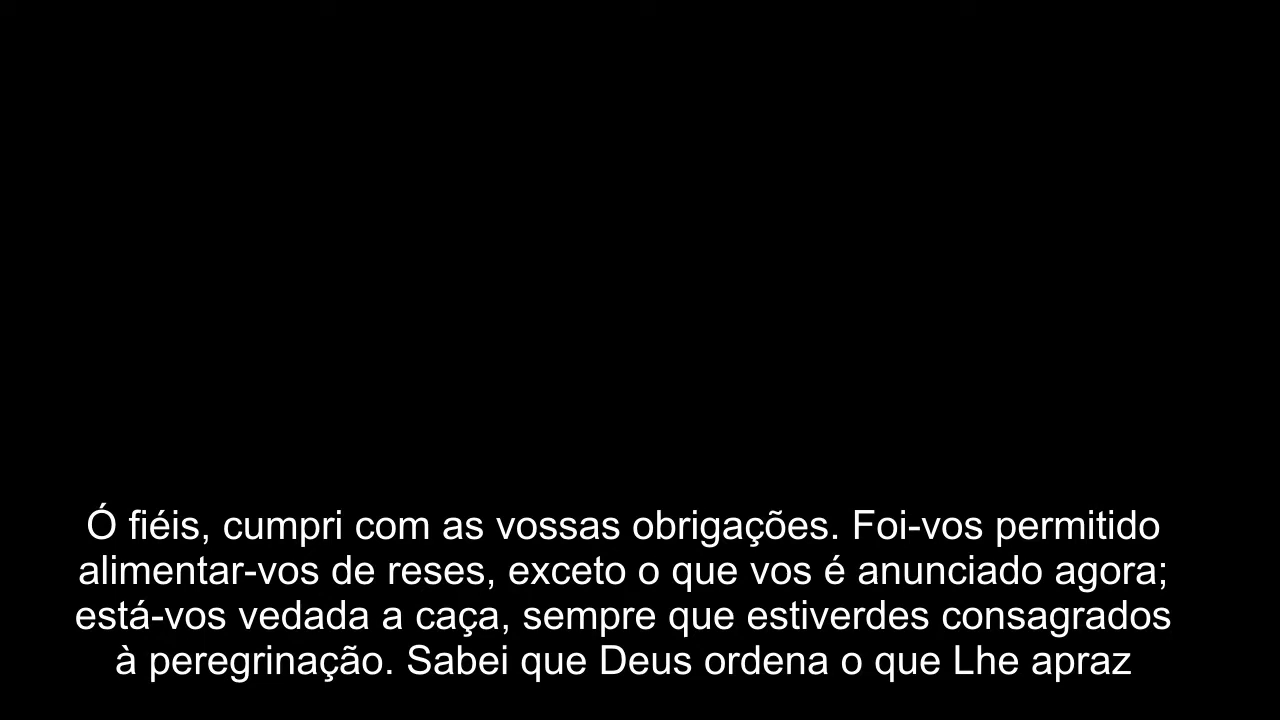 Ó fiéis, cumpri com as vossas obrigações. Foi-vos permitido
alimentar-vos de reses, exceto o que vos é anunciado agora;
está-vos vedada a caça, sempre que estiverdes consagrados
à peregrinação. Sabei que Deus ordena o que Lhe apraz